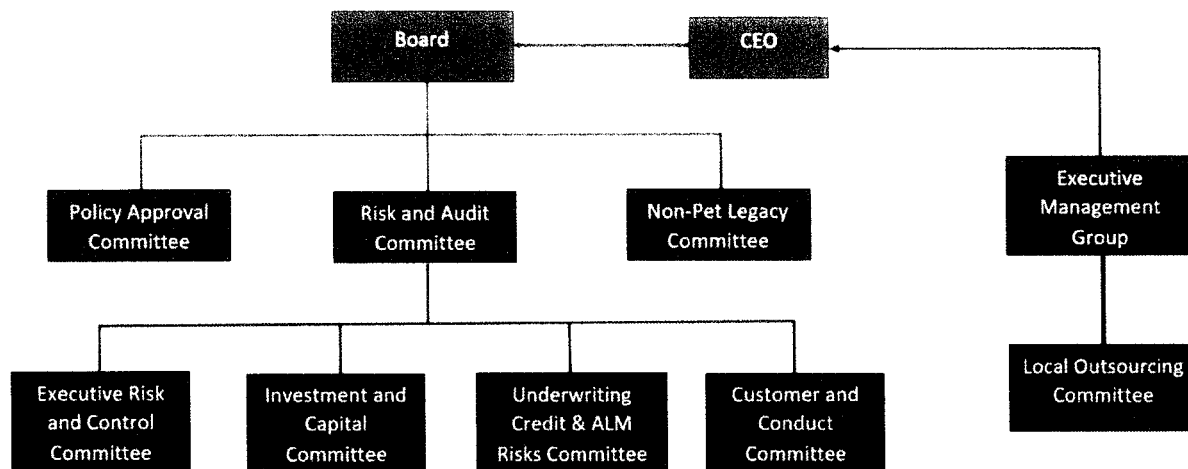 Board
CEO
Policy Approval
Committee
Risk and Audit
Committee
Non-Pet Legacy
Committee
Executive
Management
Group
Executive Risk
and Control
Committee
Investment and
Capital
Committee
Underwriting
Credit & ALM
Risks Committee
Customer and
Conduct
Committee
Local Outsourcing
Committee